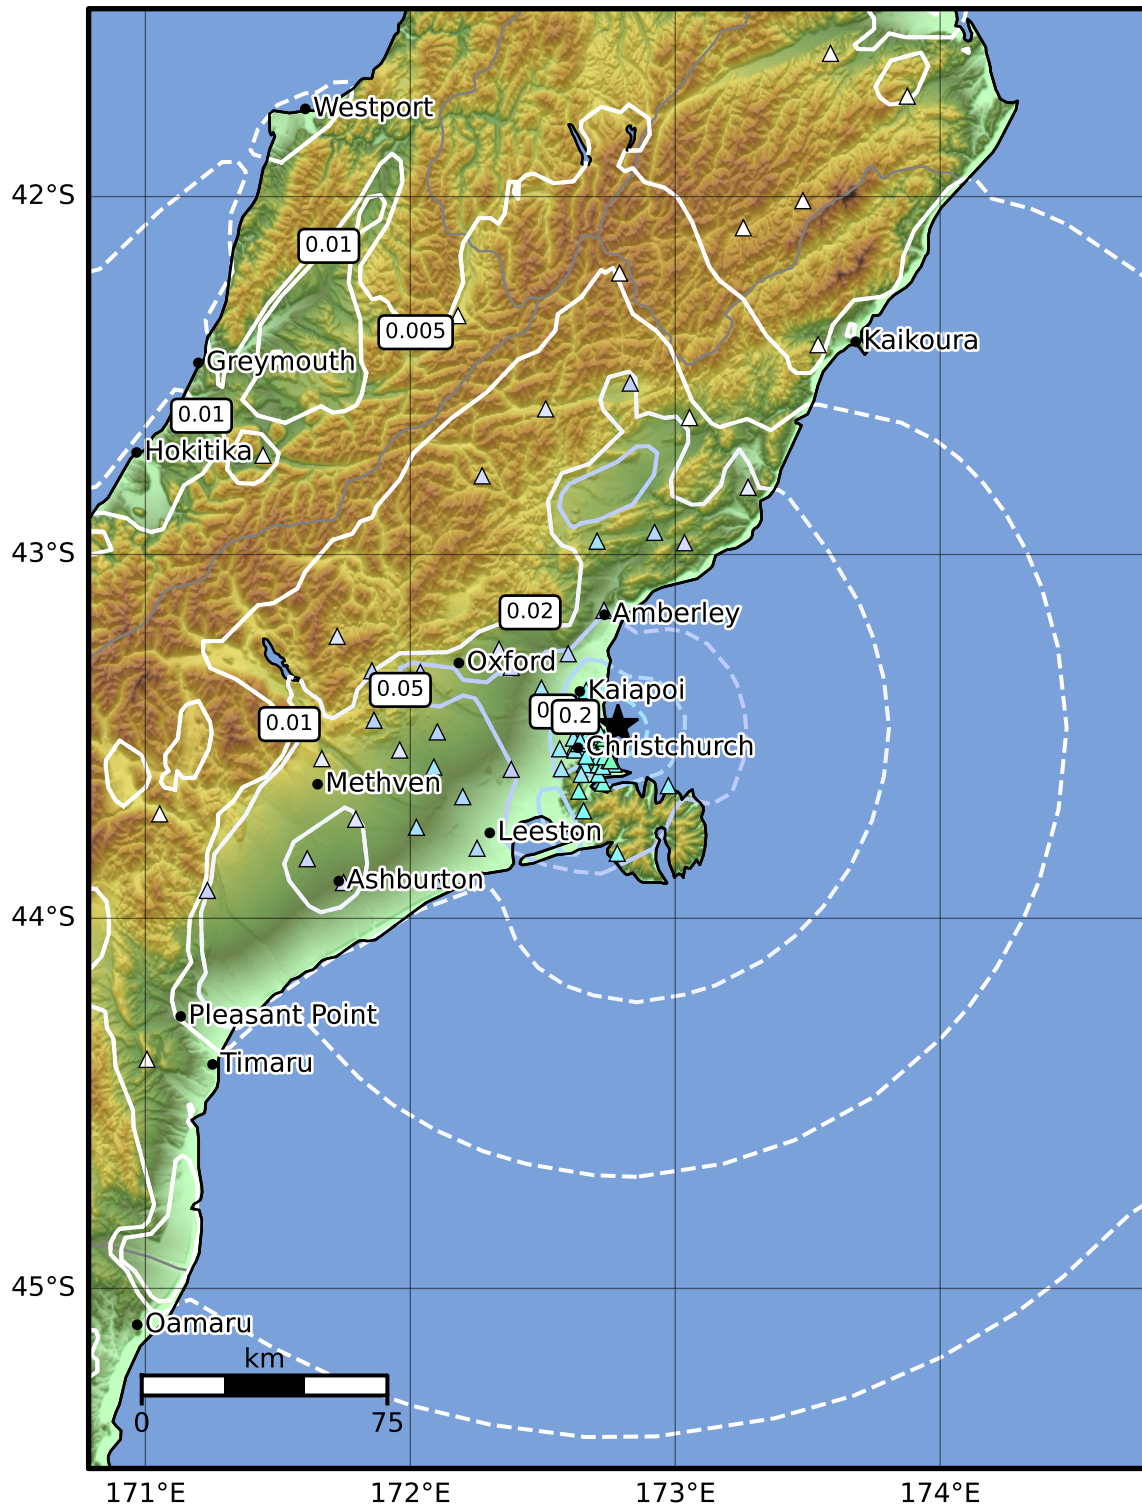 Westport
42°S
0.01
0.005
Kaikoura
Greymouth
0.01
Hokitika
43°S
0.02
Amberley
Oxford
0.05
Kaiapoi
0.2
0.01
Christchurch
Methven
Leeston
Ashburton
44°S
Pleasant Point
Timaru
45°S
Oamaru
km
0 75
171°E 172°E 173°E 174°E